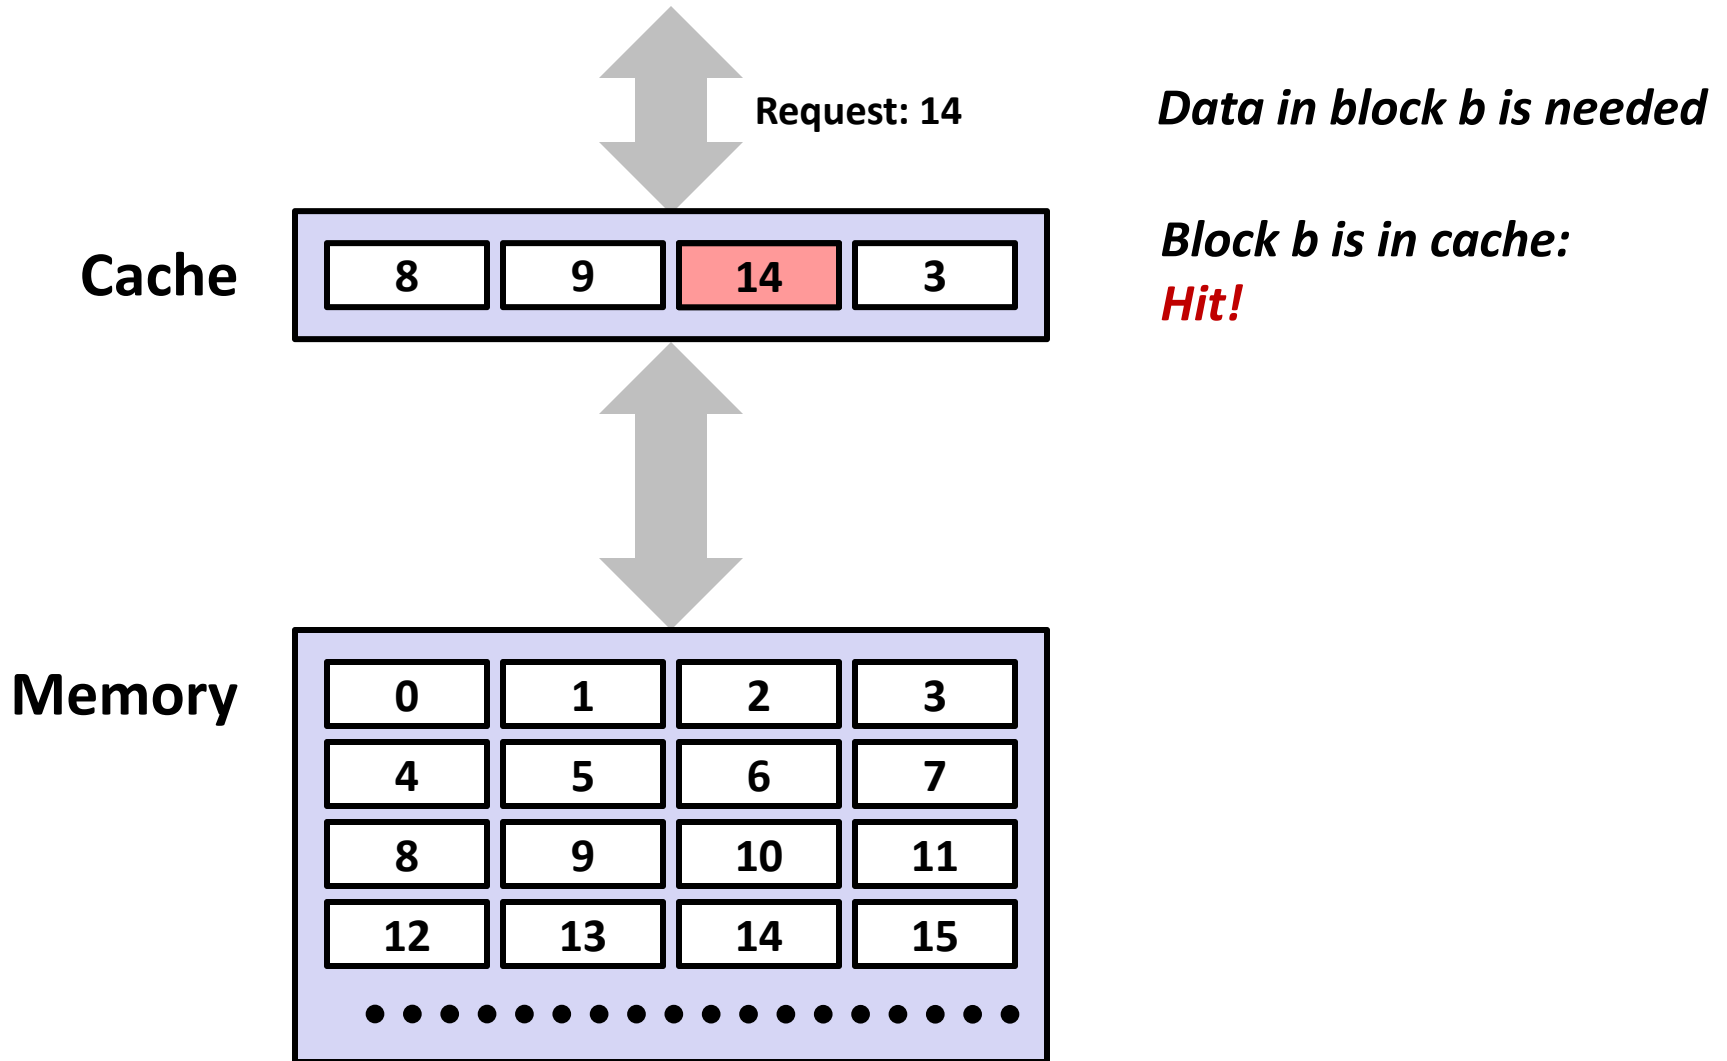 Request: 14
Data in block b is needed
Cache
8 9 14 3
Block b is in cache:
Hit!
Memory
0 1 2 3
4 5 6 7
8 9 10 11
12 13 14 15